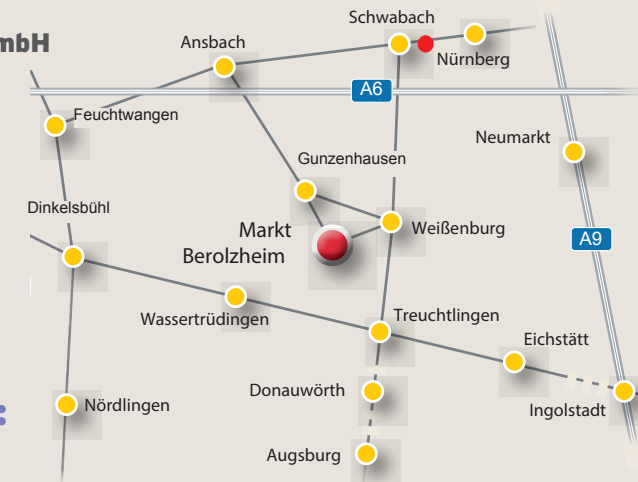 mbH
Schwabach
Ansbach
Nürnberg
A6
Feuchtwangen
Neumarkt
Gunzenhausen
Dinkelsbühl
Markt
Berolzheim
Weißenburg
A9
Wassertrüdingen
Treuchtlingen
Eichstätt
Donauwörth
Nördlingen
Ingolstadt
Augsburg